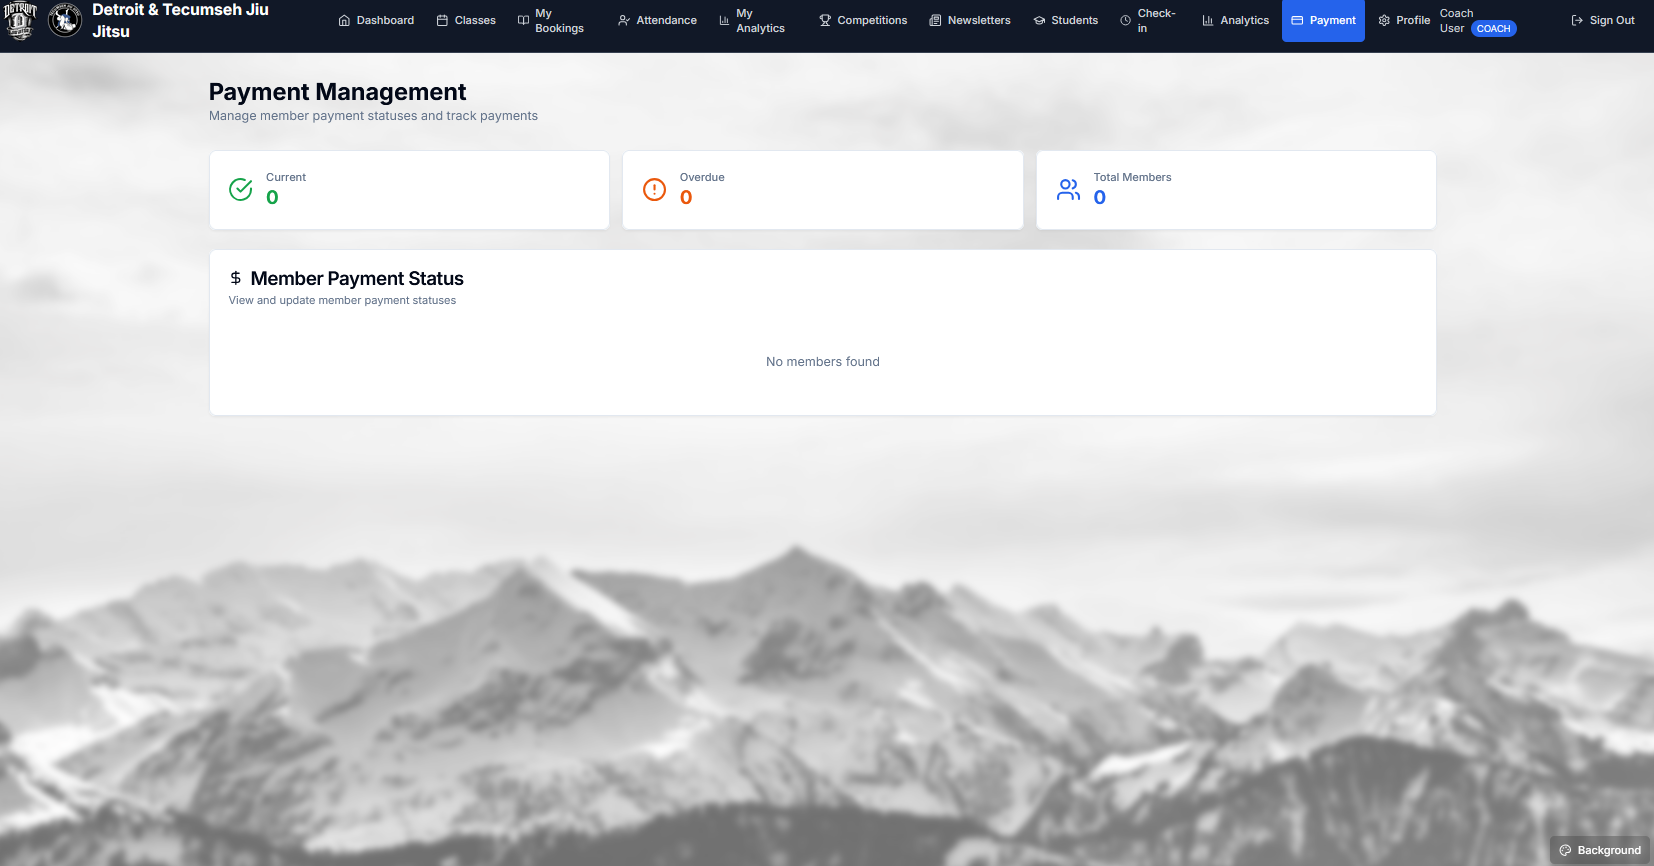 DETROIT
Detroit & Tecumseh Jiu
Jitsu
Dashboard
Classes
My
Bookings
Attendance
My
Analytics
Competitions
Newsletters
Students
Check-
in
Analytics
Payment
Profile
Coach
User
COACH
Sign Out
Payment Management
Manage member payment statuses and track payments
Current
0
Overdue
0
Total Members
0
$ Member Payment Status
View and update member payment statuses
No members found
Background